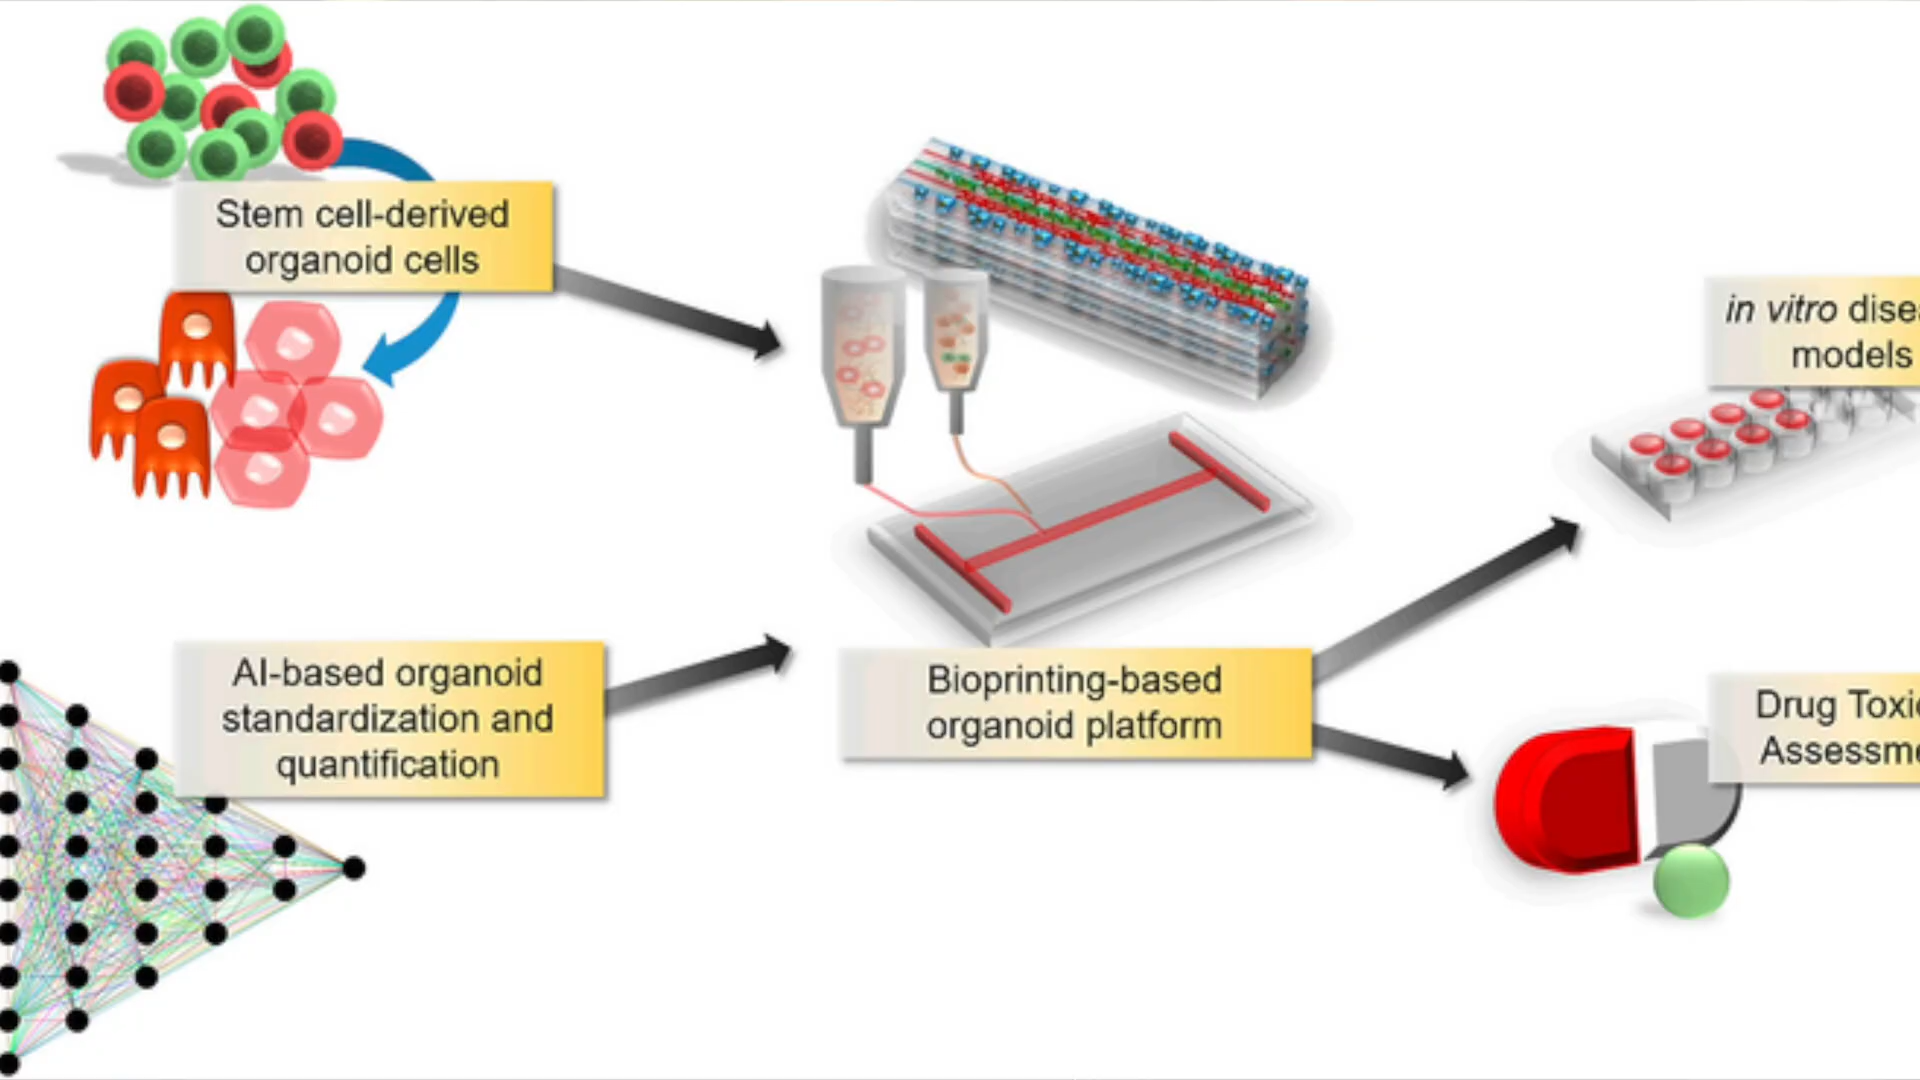 Stem cell-derived
organoid cells
AI-based organoid
standardization and
quantification
Bioprinting-based
organoid platform
in vitro
models
Drug